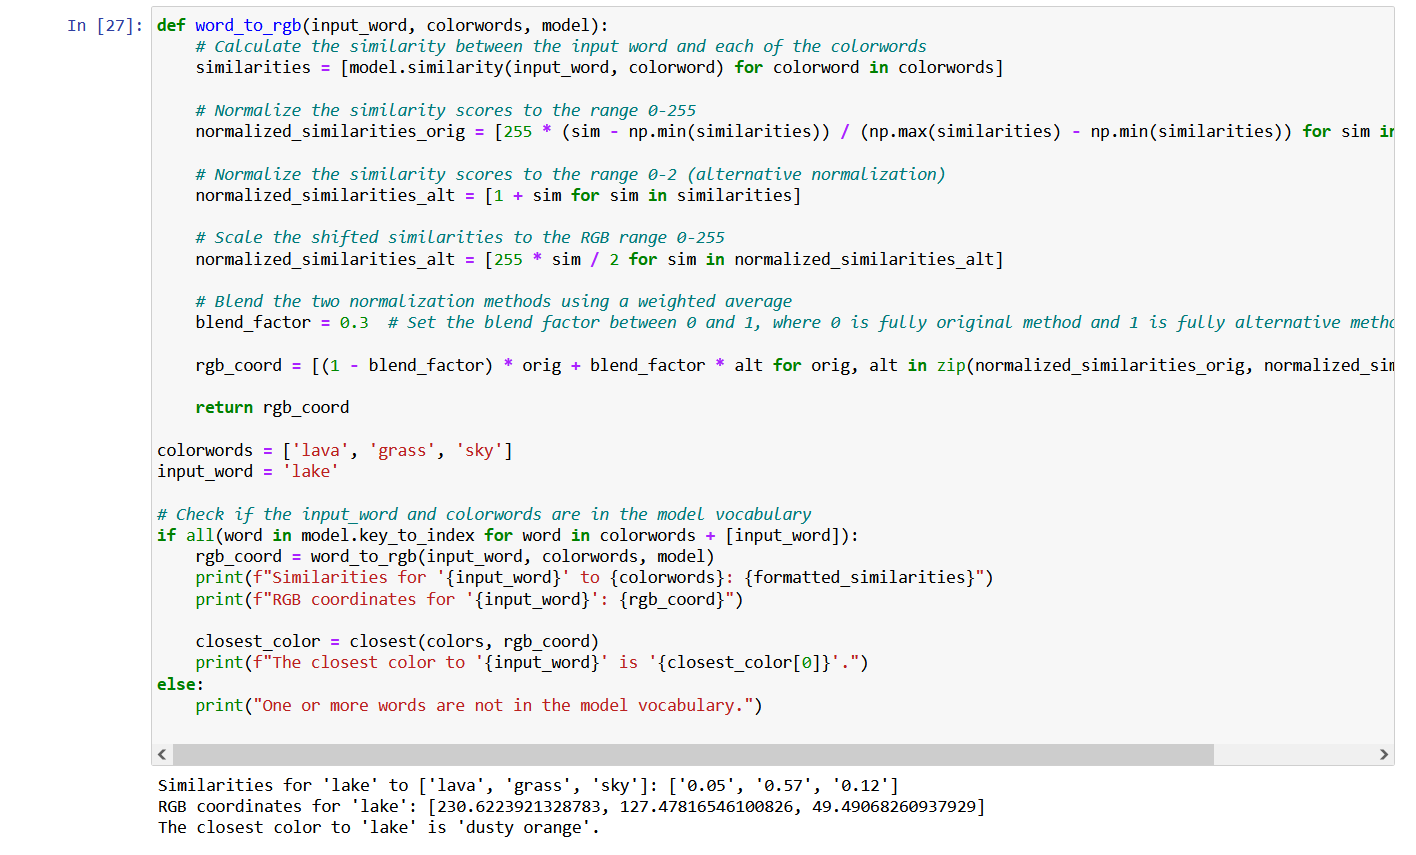 In [27]:
def word_to_rgb(input_word, colorwords, model):
# Calculate the similarity between the input word and each of the colorwords
similarities = [model.similarity(input_word, colorword) for colorword in colorwords]
# Normalize the similarity scores to the range 0-255
normalized_similarities_orig = [255 * (sim - np.min(similarities)) / (np.max(similarities) - np.min(similarities)) for sim in
# Normalize the similarity scores to the range 0-2 (alternative normalization)
normalized_similarities_alt = [1 + sim for sim in similarities]
# Scale the shifted similarities to the RGB range 0-255
normalized_similarities_alt = [255 * sim / 2 for sim in normalized_similarities_alt]
# Blend the two normalization methods using a weighted average
blend_factor = 0.3  # Set the blend factor between 0 and 1, where 0 is fully original method and 1 is fully alternative
rgb_coord = [(1 - blend_factor) * orig + blend_factor * alt for orig, alt in zip(normalized_similarities_orig,
return rgb_coord
colorwords = ['lava', 'grass', 'sky']
input_word = 'lake'
# Check if the input_word and colorwords are in the model vocabulary
if all(word in model.key_to_index for word in colorwords + [input_word]):
rgb_coord = word_to_rgb(input_word, colorwords, model)
print(f"Similarities for '{input_word}' to {colorwords}: {formatted_similarities}")
print(f"RGB coordinates for '{input_word}': {rgb_coord}")
closest_color = closest(colors, rgb_coord)
print(f"The closest color to '{input_word}' is '{closest_color[0]}'.")
else:
print("One or more words are not in the model vocabulary.")
Similarities for 'lake' to ['lava', 'grass', 'sky']: ['0.05', '0.57', '0.12']
RGB coordinates for 'lake': [230.6223921328783, 127.47816546100826, 49.49068260937929]
The closest color to 'lake' is 'dusty orange'.